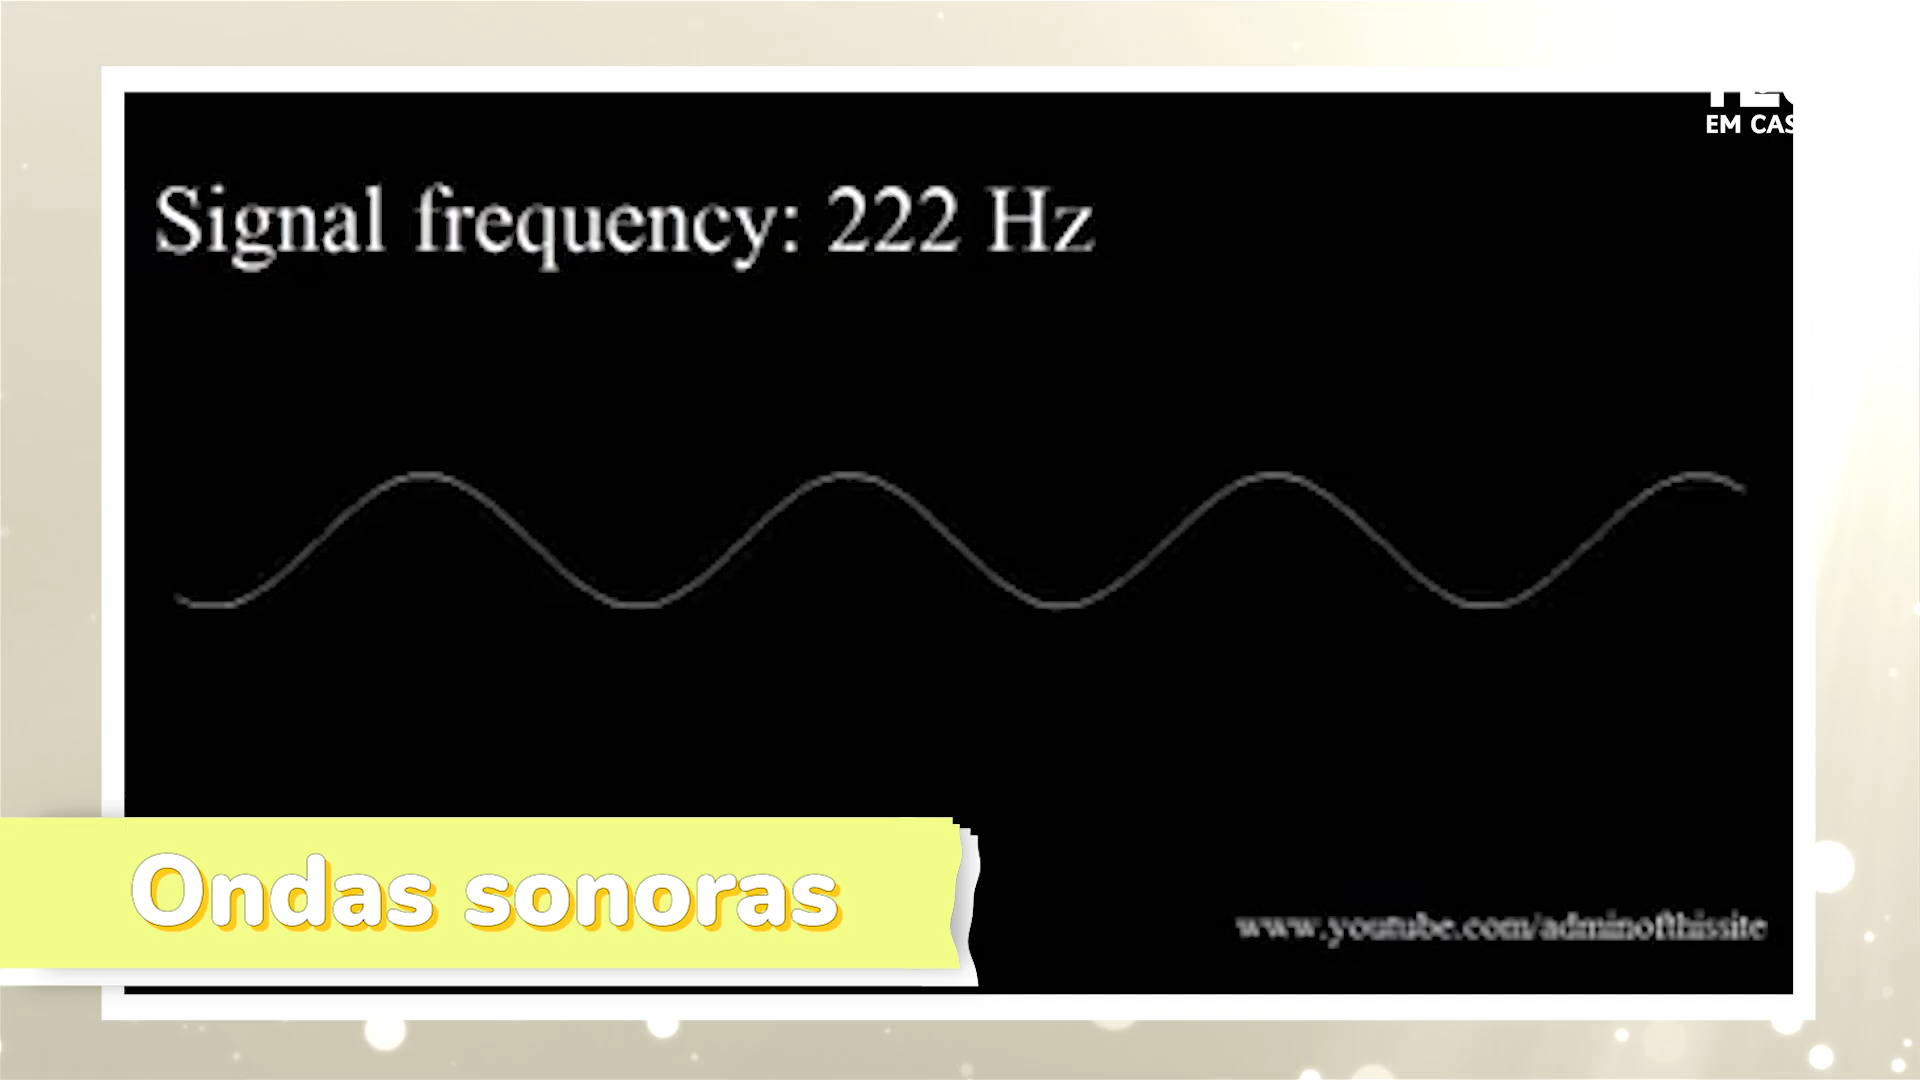 EM CAS
Signal frequency: 222 Hz
Ondas sonoras
www.youtube.com/adminofthissite